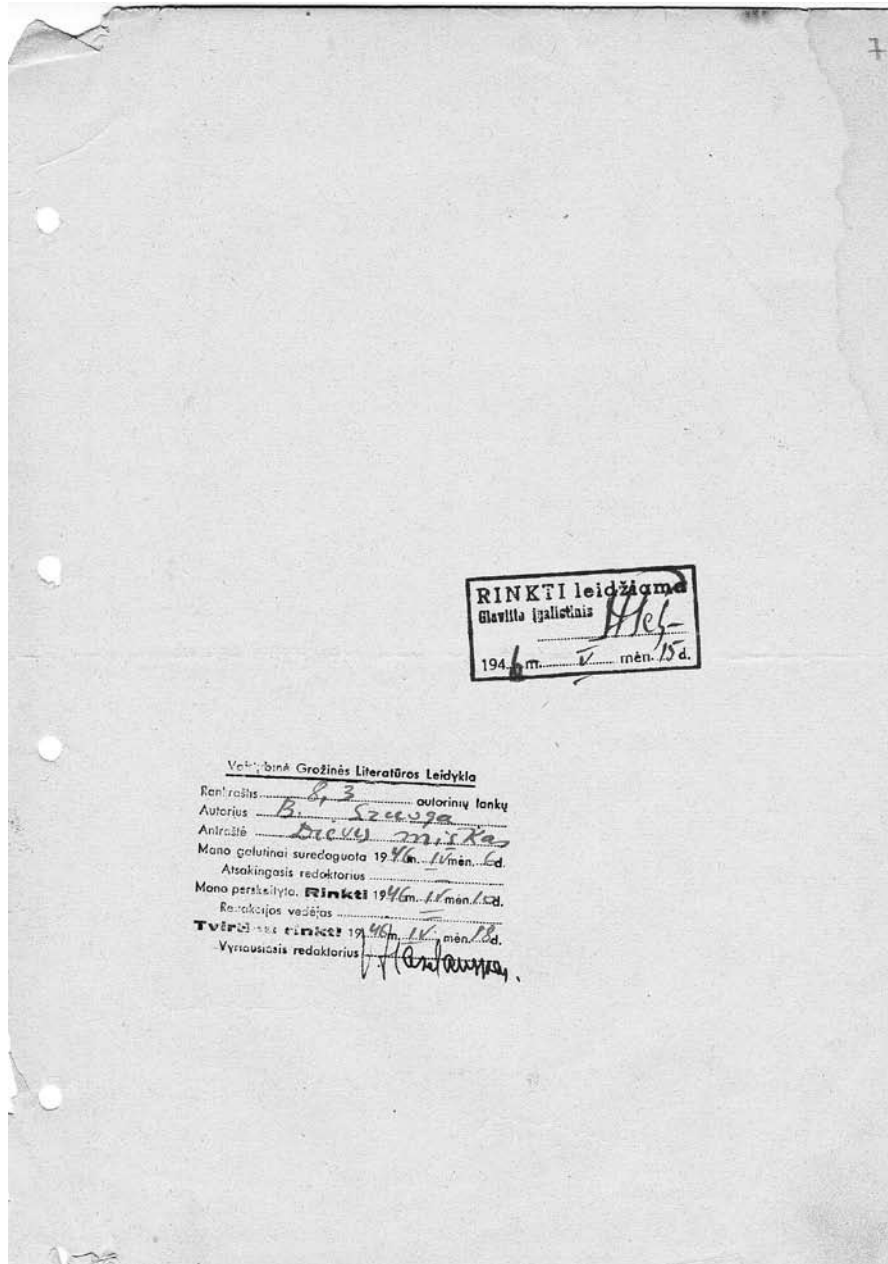 7
RINKTI leidžiama
Glavlito įgaliotinis
1946 m. V mėn. 15 d.
Valstybinė Grožinės Literatūros Leidykla
Rankraštis 8,3 autorinių lankų
Autorius B. Sruoga
Antraštė Dievų miškas
Mano galutinai suredaguota 1946 m. IV mėn. 6 d.
Atsakingasis redaktorius
Mano perskaityta. Rinkti 1946 m. IV mėn. d.
Redakcijos vedėjas
Tvirtinu rinkti 1946 m. IV mėn. 18 d.
Vyriausiasis redaktorius